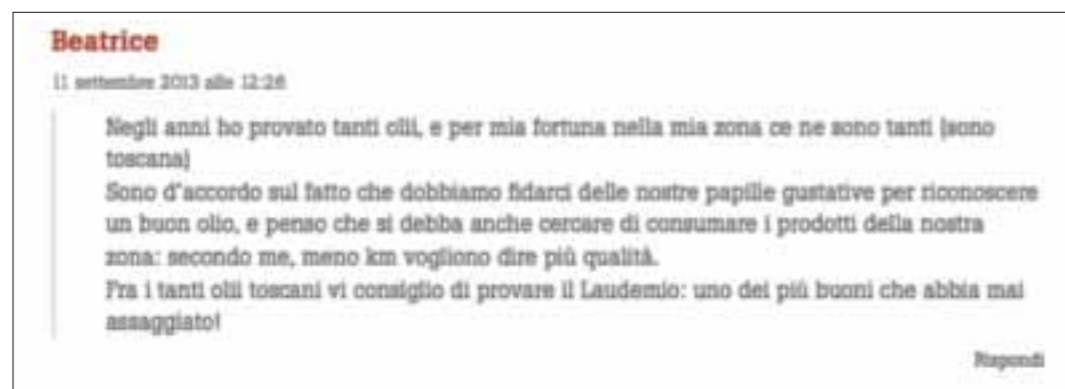 Beatrice
11 settembre 2013 alle 12:28
Negli anni ho provato tanti olii, e per mia fortuna nella mia zona ce ne sono tanti (sono
toscana)
Sono d'accordo sul fatto che dobbiamo fidarci delle nostre papille gustative per riconoscere
un buon olio, e penso che si debba anche cercare di consumare i prodotti della nostra
zona: secondo me, meno km vogliono dire più qualità.
Fra i tanti olii toscani vi consiglio di provare il Laudemio: uno dei più buoni che abbia mai
assaggiato!
Rispondi